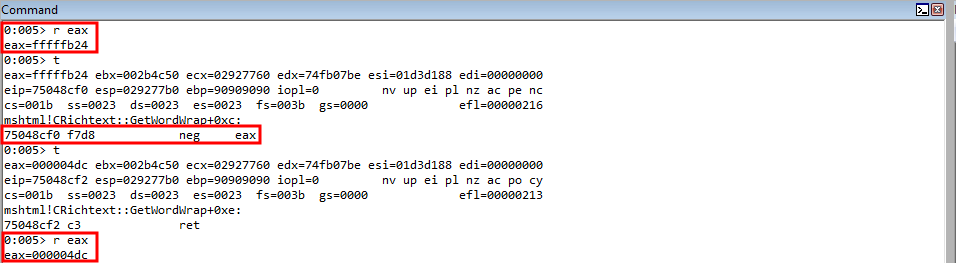 Command
0:005> r eax
eax=fffffb24
0:005> t
eax=fffffb24 ebx=002b4c50 ecx=02927760 edx=74fb07be esi=01d3d188 edi=00000000
eip=75048cf0 esp=029277b0 ebp=90909090 iopl=0         nv up ei pl nz ac pe nc
cs=001b  ss=0023  ds=0023  es=0023  fs=003b  gs=0000             efl=00000216
mshtml!CRichtext::GetWordWrap+0xc:
75048cf0 f7d8            neg     eax
0:005> t
eax=000004dc ebx=002b4c50 ecx=02927760 edx=74fb07be esi=01d3d188 edi=00000000
eip=75048cf2 esp=029277b0 ebp=90909090 iopl=0         nv up ei pl nz ac po cy
cs=001b  ss=0023  ds=0023  es=0023  fs=003b  gs=0000             efl=00000213
mshtml!CRichtext::GetWordWrap+0xe:
75048cf2 c3              ret
0:005> r eax
eax=000004dc